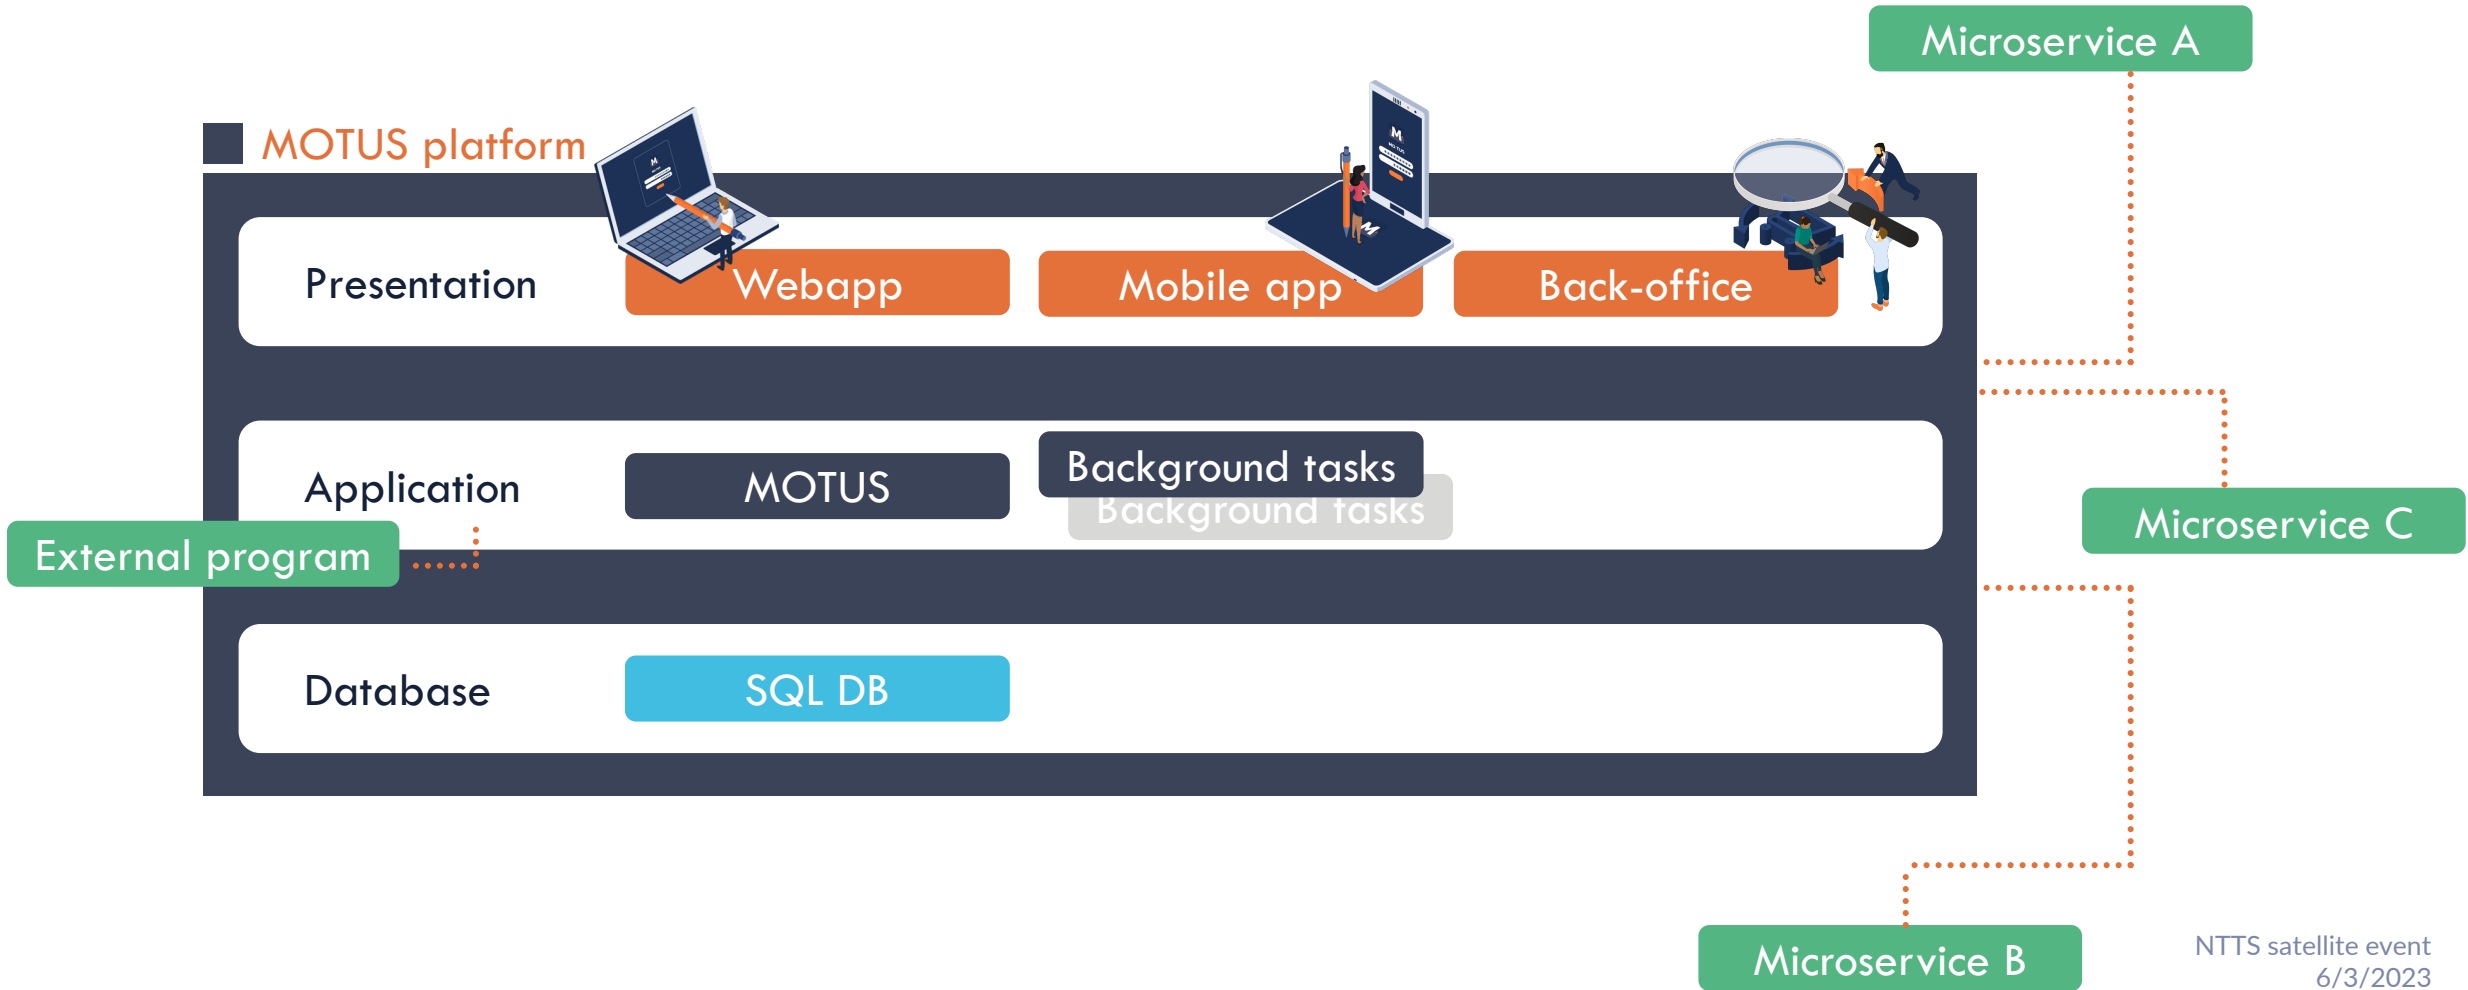 Microservice A
MOTUS platform
Presentation
Webapp
Mobile app
Back-office
Application
MOTUS
Background tasks
Background tasks
External program
Microservice C
Database
SQL DB
Microservice B
NTTS satellite event
6/3/2023